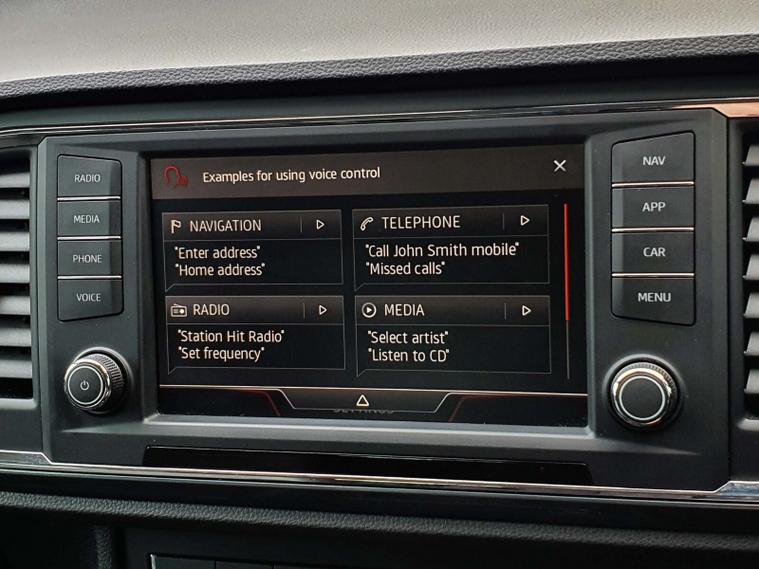 Examples for using voice control
RADIO
MEDIA
PHONE
VOICE
NAVIGATION
"Enter address"
"Home address"
TELEPHONE
"Call John Smith mobile"
"Missed calls"
RADIO
"Station Hit Radio"
"Set frequency"
MEDIA
"Select artist"
"Listen to CD"
NAV
APP
CAR
MENU